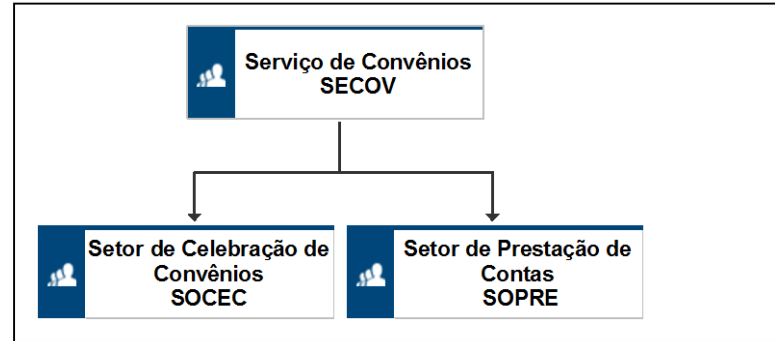 Serviço de Convênios
SECOV
Setor de Celebração de
Convênios
SOCEC
Setor de Prestação de
Contas
SOPRE